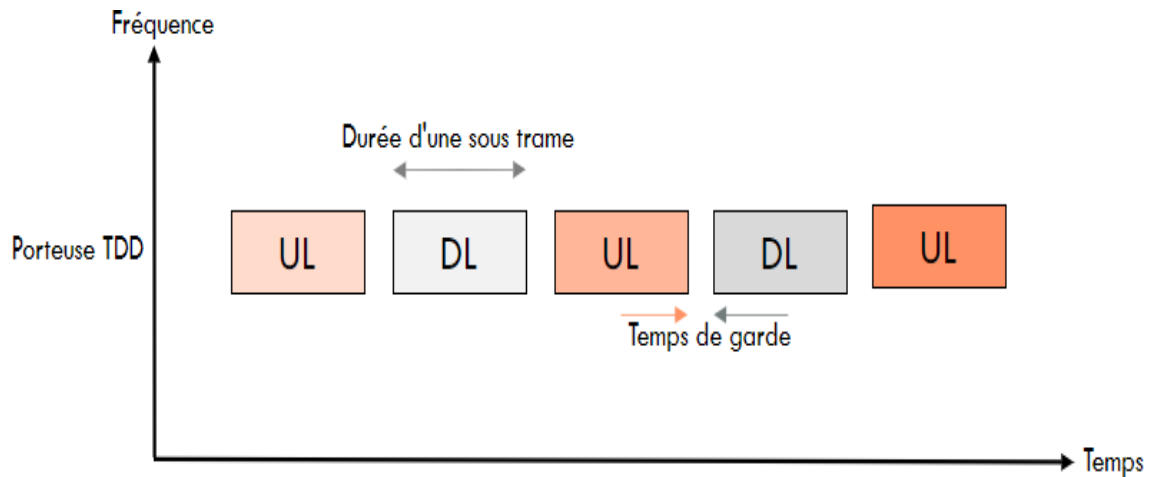 Fréquence
Durée d'une sous trame
Porteuse TDD
UL
DL
UL
DL
UL
Temps de garde
Temps